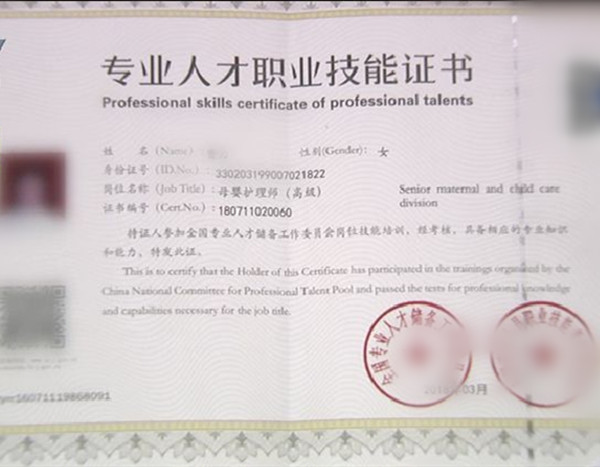 专业人才职业技能证书
Professional skills certificate of professional talents
姓 名 (Name): 性别(Gender): 女
身份证号 (ID.No.): 330203199007021822
岗位名称 (Job Title): 母婴护理师 (高级) Senior maternal and child care division
证书编号 (Cert.No.): 180711020060
持证人参加全国专业人才储备工作委员会岗位技能培训，经考核，具备相应的专业知识
和能力，特发此证。
This is to certify that the Holder of this Certificate has participated in the trainings organized by the
China National Committee for Professional Talent Pool and passed the tests for professional knowledge
and capabilities necessary for the job title.
全国专业人才储备工
职业技能
03月
16071119868091